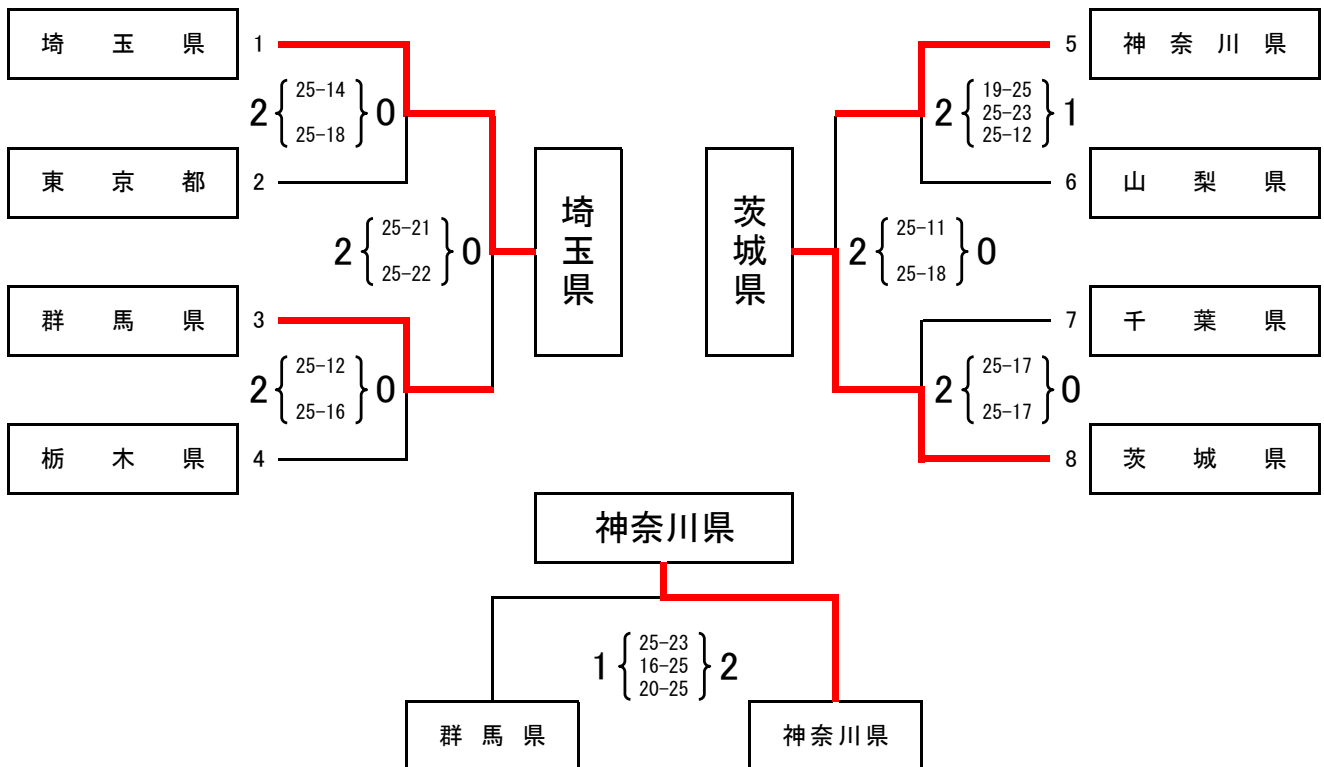 埼玉県 1
5 神奈川県
2 { 25-14 25-18 } 0
2 { 19-25 25-23 25-12 } 1
東京都 2
6 山梨県
埼玉県
茨城県
2 { 25-21 25-22 } 0
2 { 25-11 25-18 } 0
群馬県 3
7 千葉県
2 { 25-12 25-16 } 0
2 { 25-17 25-17 } 0
栃木県 4
8 茨城県
神奈川県
1 { 25-23 16-25 20-25 } 2
群馬県
神奈川県